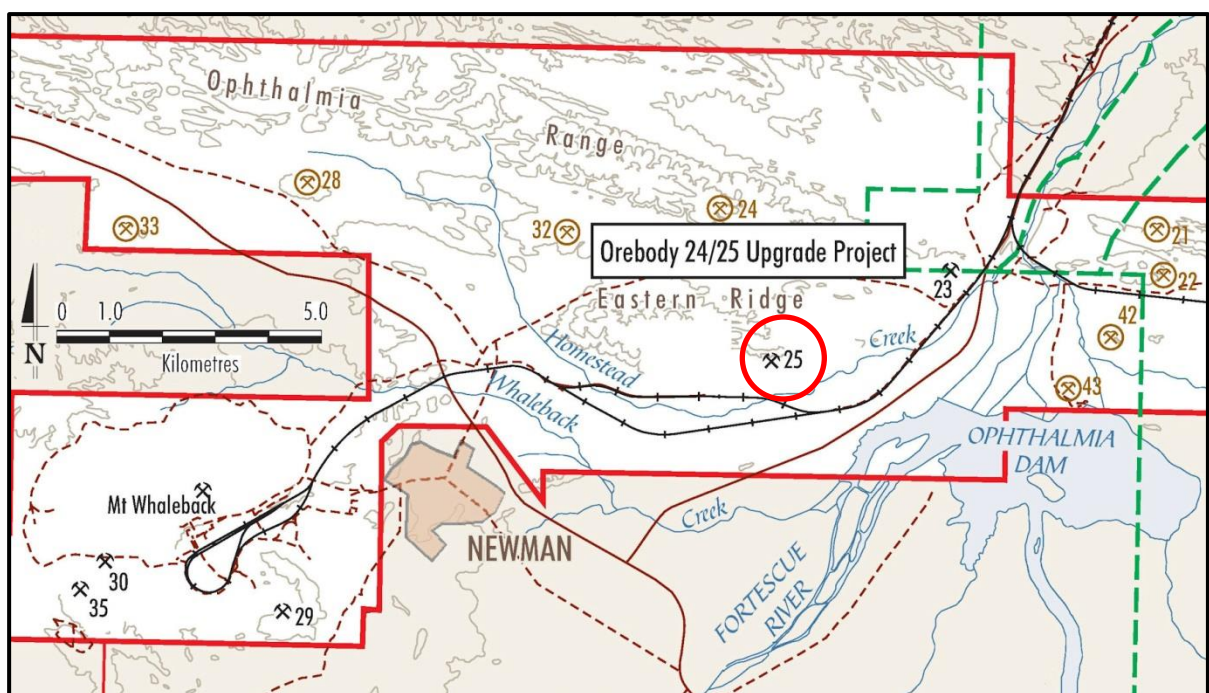 Ophthalmia
Range
28
33
32
24
21
Orebody 24/25 Upgrade Project
23
22
Eastern Ridge
0 1.0 5.0
Kilometres
N
42
Homestead
Creek
25
Whaleback
43
OPHTHALMIA
DAM
Mt Whaleback
Creek
NEWMAN
30
35
29
FORTESCUE
RIVER